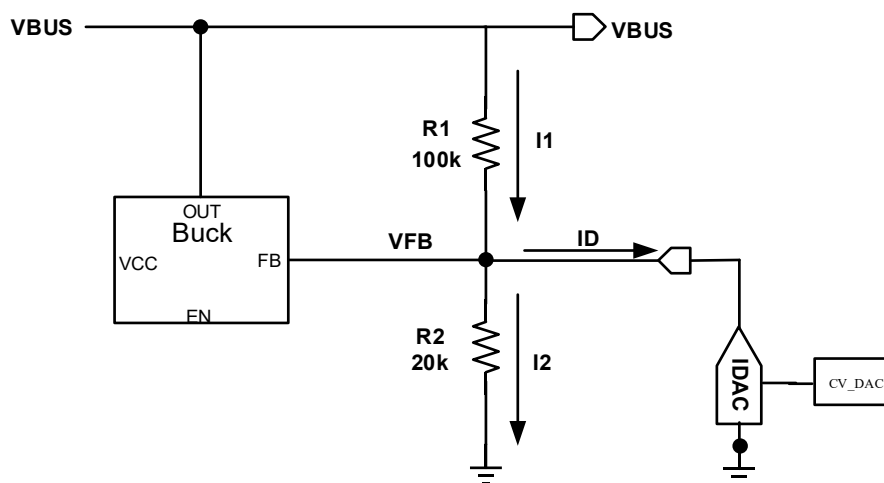 VBUS
VBUS
R1
100k
I1
OUT
Buck
VCC
FB
EN
VFB
ID
R2
20k
I2
IDAC
CV_DAC